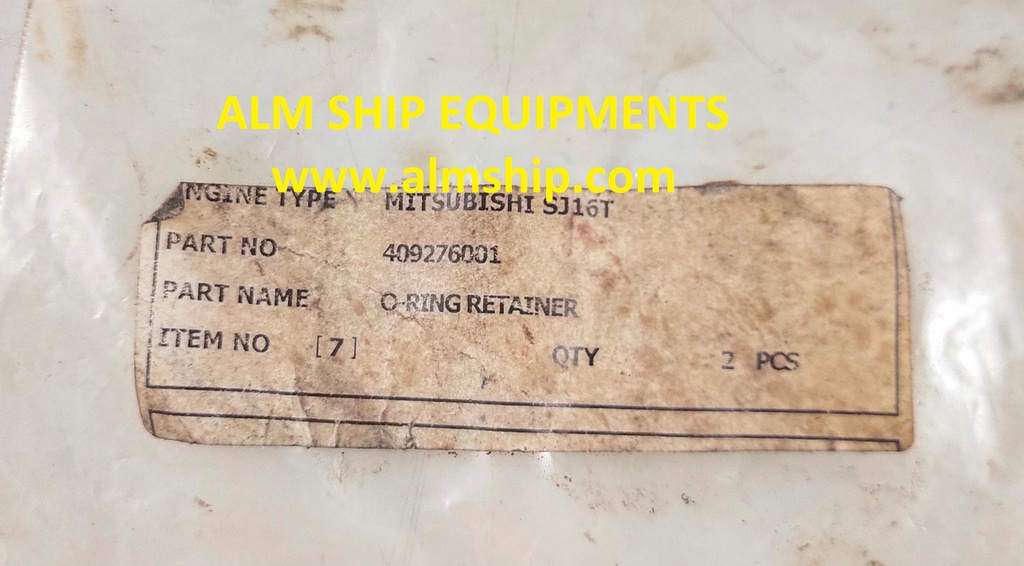 ALM SHIP EQUIPMENTS
www.almship.com
NGINE TYPE MITSUBISHI SJ16T
PART NO 409276001
PART NAME O-RING RETAINER
ITEM NO [7] QTY 2 PCS